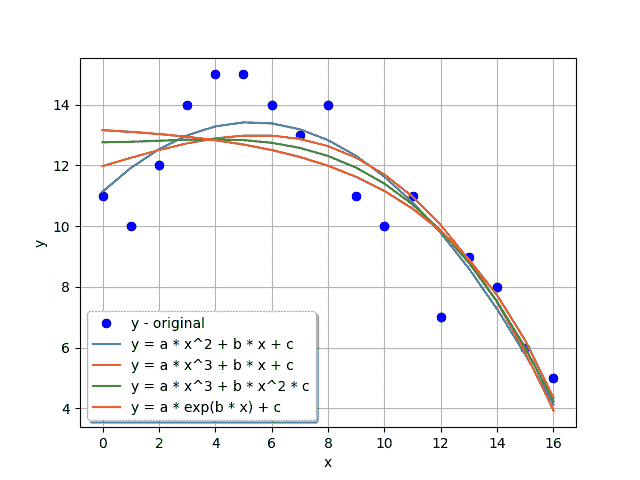 14
12
10
8
6
4
y
y - original
y = a * x^2 + b * x + c
y = a * x^3 + b * x + c
y = a * x^3 + b * x^2 * c
y = a * exp(b * x) + c
0 2 4 6 8 10 12 14 16
x